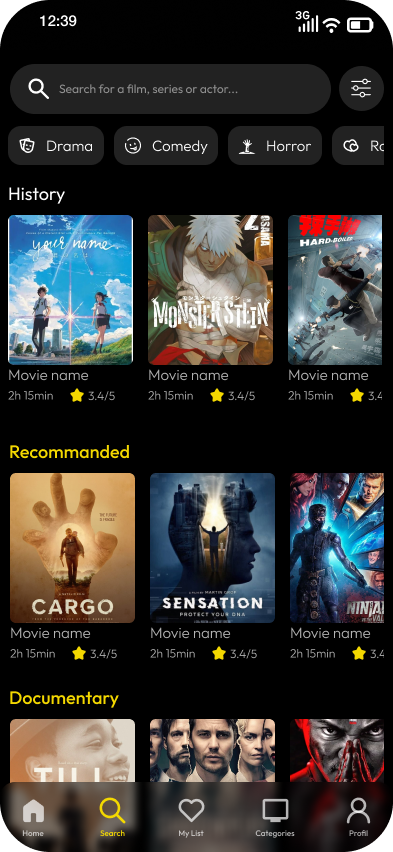 12:39
3G
Search for a film, series or actor...
Drama
Comedy
Horror
Ro
History
your name
2
OSAMA
MONSTER STEIN
HARD-BOILED
Movie name
Movie name
Movie name
2h 15min
3.4/5
2h 15min
3.4/5
2h 15min
3.4
Recommanded
CARGO
SENSATION
PROTECT YOUR DNA
NINJA
Movie name
Movie name
Movie name
2h 15min
3.4/5
2h 15min
3.4/5
2h 15min
3.4
Documentary
TILL
Home
Search
My List
Categories
Profil